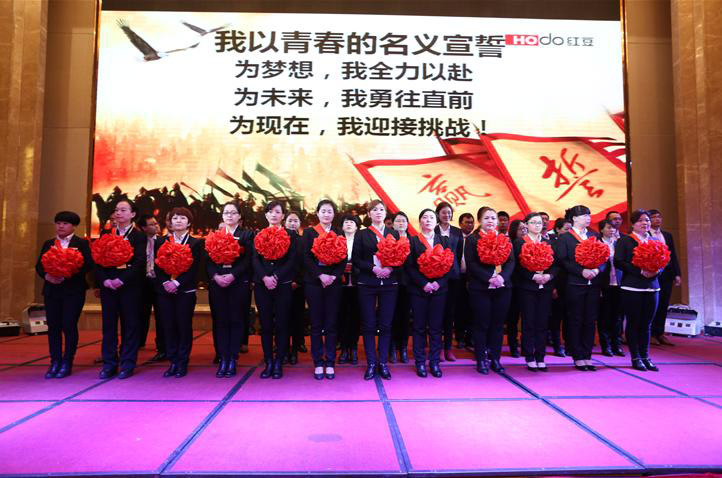 我以青春的名义宣誓
HOdo红豆
为梦想，我全力以赴
为未来，我勇往直前
为现在，我迎接挑战！
赢
誓